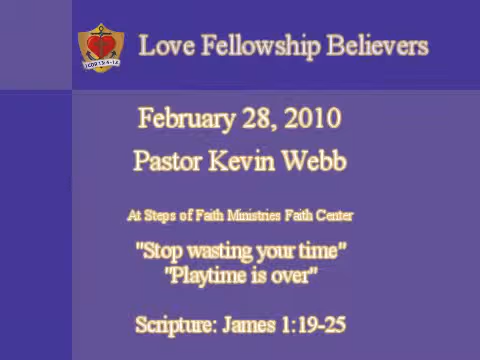 Love Fellowship Believers
February 28, 2010
Pastor Kevin Webb
At Steps of Faith Ministries Faith Center
"Stop wasting your time"
"Playtime is over"
Scripture: James 1:19-25